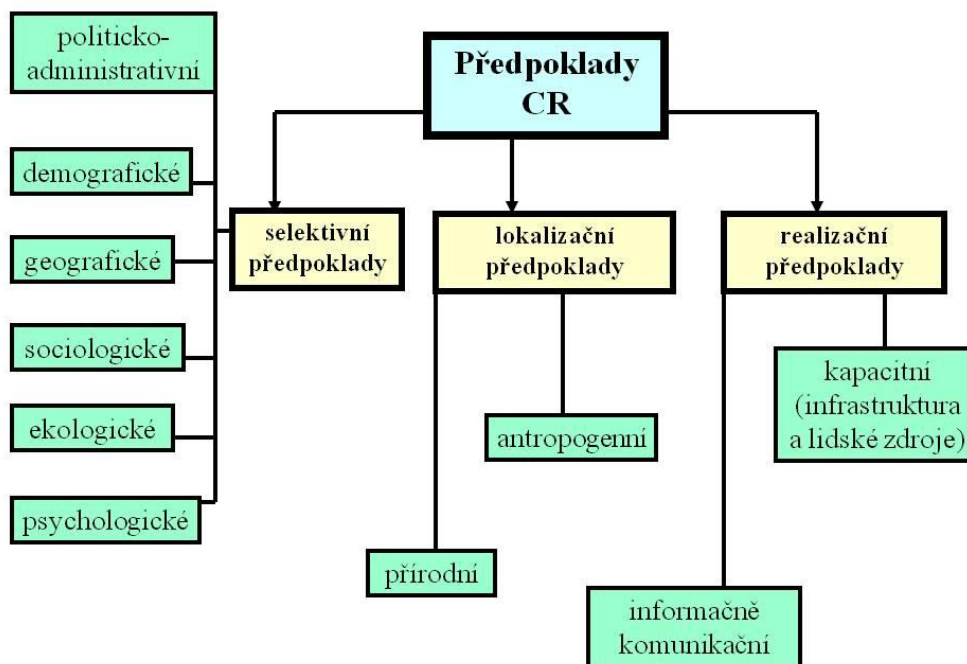 Předpoklady
CR
politicko-
administrativní
demografické
geografické
sociologické
ekologické
psychologické
selektivní
předpoklady
lokalizační
předpoklady
realizační
předpoklady
antropogenní
přírodní
kapacitní
(infrastruktura
a lidské zdroje)
informačně
komunikační